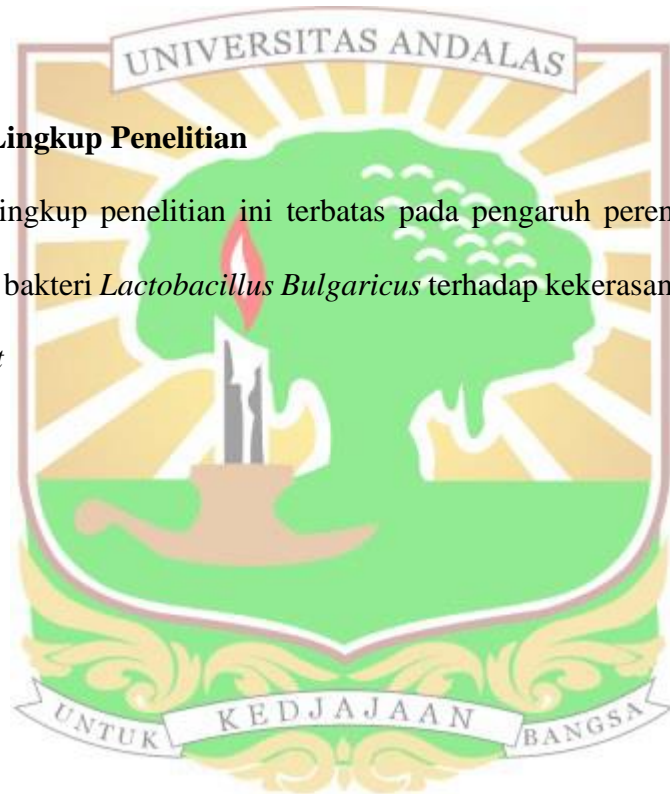 UNIVERSITAS ANDALAS
Lingkup Penelitian
ingkup penelitian ini terbatas pada pengaruh peren
bakteri Lactobacillus Bulgaricus terhadap kekerasan
t
UNTUK KEDJAJAAN BANGSA